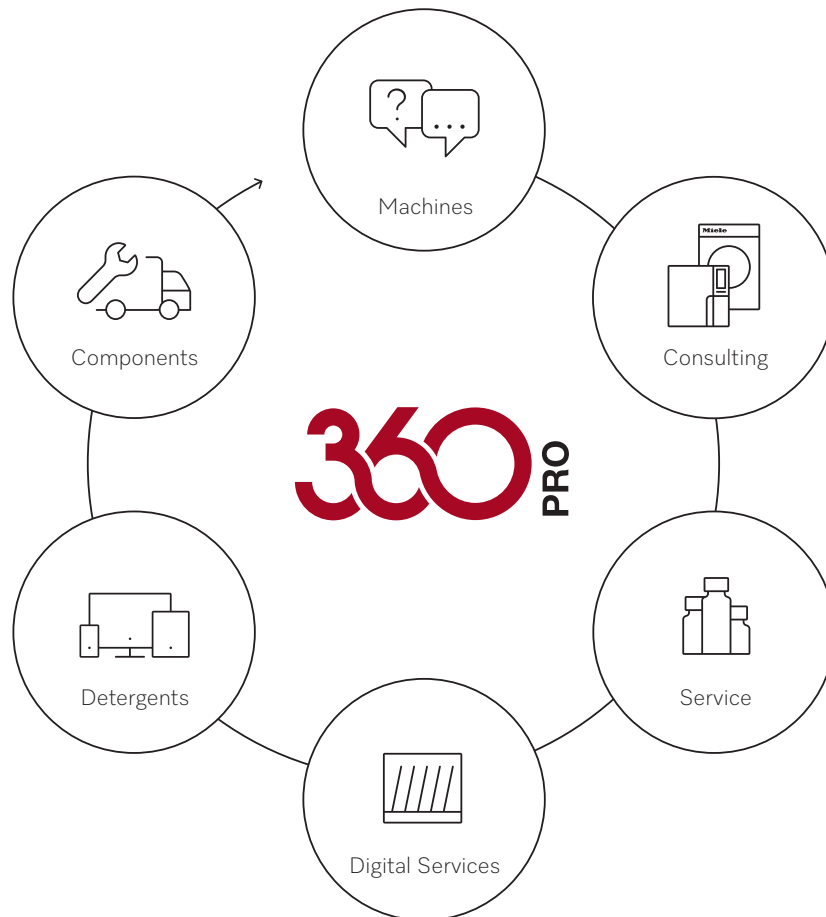 ?
...
Machines
Miele
Consulting
Components
360 PRO
Detergents
Service
Digital Services